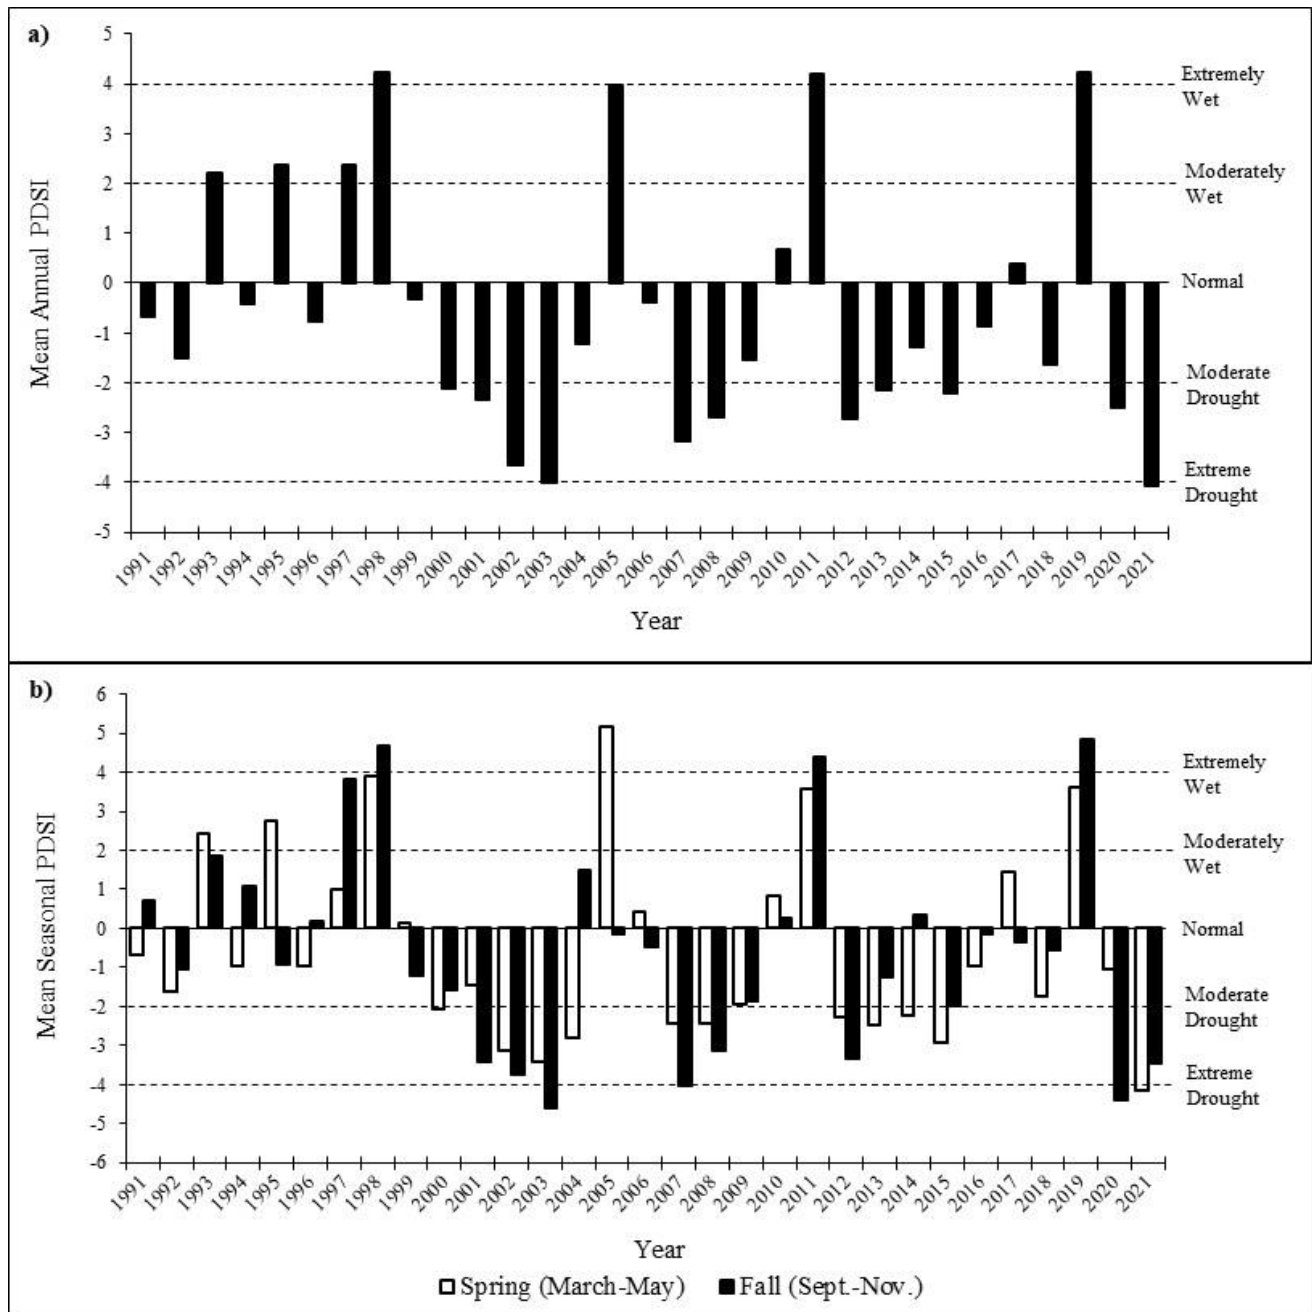 a)
Mean Annual PDSI
5
4
3
2
1
0
-1
-2
-3
-4
-5
Extremely
Wet
Moderately
Wet
Normal
Moderate
Drought
Extreme
Drought
1991 1992 1993 1994 1995 1996 1997 1998 1999 2000 2001 2002 2003 2004 2005 2006 2007 2008 2009 2010 2011 2012 2013 2014 2015 2016 2017 2018 2019 2020 2021
Year
b)
Mean Seasonal PDSI
6
5
4
3
2
1
0
-1
-2
-3
-4
-5
-6
Extremely
Wet
Moderately
Wet
Normal
Moderate
Drought
Extreme
Drought
1991 1992 1993 1994 1995 1996 1997 1998 1999 2000 2001 2002 2003 2004 2005 2006 2007 2008 2009 2010 2011 2012 2013 2014 2015 2016 2017 2018 2019 2020 2021
Year
Spring (March-May) Fall (Sept.-Nov.)